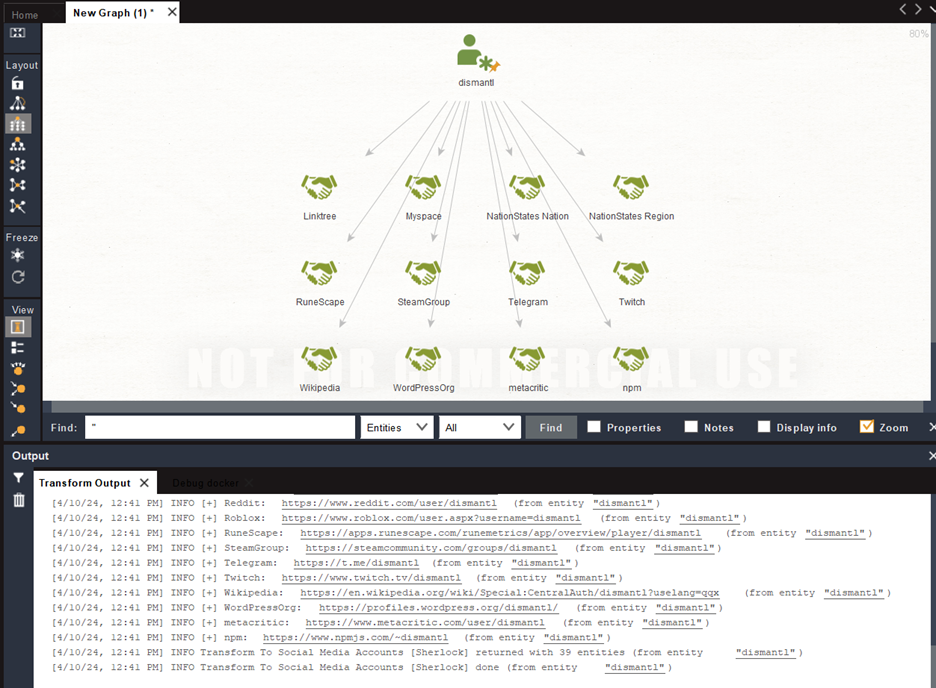 Home
New Graph (1) *
80%
Layout
dismantl
Linktree
Myspace
NationStates Nation
NationStates Region
Freeze
RuneScape
SteamGroup
Telegram
Twitch
View
NOT FOR COMMERCIAL USE
Wikipedia
WordPressOrg
metacritic
npm
Find: " Entities All Find Properties Notes Display info Zoom
Output
Transform Output Debug docker
[4/10/24, 12:41 PM] INFO [+] Reddit: https://www.reddit.com/user/dismantl (from entity "dismantl")
[4/10/24, 12:41 PM] INFO [+] Roblox: https://www.roblox.com/user.aspx?username=dismantl (from entity "dismantl")
[4/10/24, 12:41 PM] INFO [+] RuneScape: https://apps.runescape.com/runemetrics/app/overview/player/dismantl (from entity "dismantl")
[4/10/24, 12:41 PM] INFO [+] SteamGroup: https://steamcommunity.com/groups/dismantl (from entity "dismantl")
[4/10/24, 12:41 PM] INFO [+] Telegram: https://t.me/dismantl (from entity "dismantl")
[4/10/24, 12:41 PM] INFO [+] Twitch: https://www.twitch.tv/dismantl (from entity "dismantl")
[4/10/24, 12:41 PM] INFO [+] Wikipedia: https://en.wikipedia.org/wiki/Special:CentralAuth/dismantl?uselang=qqx (from entity "dismantl")
[4/10/24, 12:41 PM] INFO [+] WordPressOrg: https://profiles.wordpress.org/dismantl/ (from entity "dismantl")
[4/10/24, 12:41 PM] INFO [+] metacritic: https://www.metacritic.com/user/dismantl (from entity "dismantl")
[4/10/24, 12:41 PM] INFO [+] npm: https://www.npmjs.com/~dismantl (from entity "dismantl")
[4/10/24, 12:41 PM] INFO Transform To Social Media Accounts [Sherlock] returned with 39 entities (from entity "dismantl")
[4/10/24, 12:41 PM] INFO Transform To Social Media Accounts [Sherlock] done (from entity "dismantl")